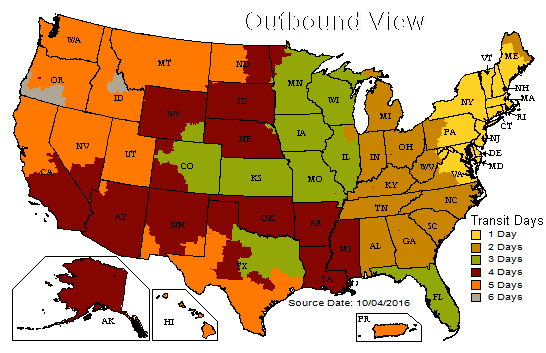 Outbound View
WA
MT
ND
MN
ME
VT
OR
ID
WY
SD
WI
MI
NY
NH
MA
RI
CT
NV
UT
CO
NE
IA
IL
IN
OH
PA
NJ
DE
MD
CA
KS
MO
KY
WV
VA
AZ
NM
OK
AR
TN
NC
SC
TX
LA
MS
AL
GA
FL
Transit Days
1 Day
2 Days
3 Days
4 Days
5 Days
6 Days
Source Date: 10/04/2016
AK
HI
PR